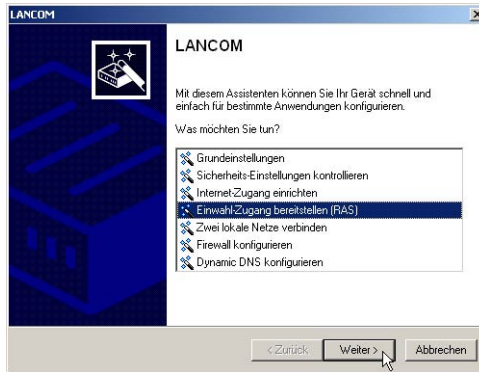 LANCOM
LANCOM
Mit diesem Assistenten können Sie Ihr Gerät schnell und
einfach für bestimmte Anwendungen konfigurieren.
Was möchten Sie tun?
Grundeinstellungen
Sicherheits-Einstellungen kontrollieren
Internet-Zugang einrichten
Einwahl-Zugang bereitstellen (RAS)
Zwei lokale Netze verbinden
Firewall konfigurieren
Dynamic DNS konfigurieren
< Zurück Weiter > Abbrechen